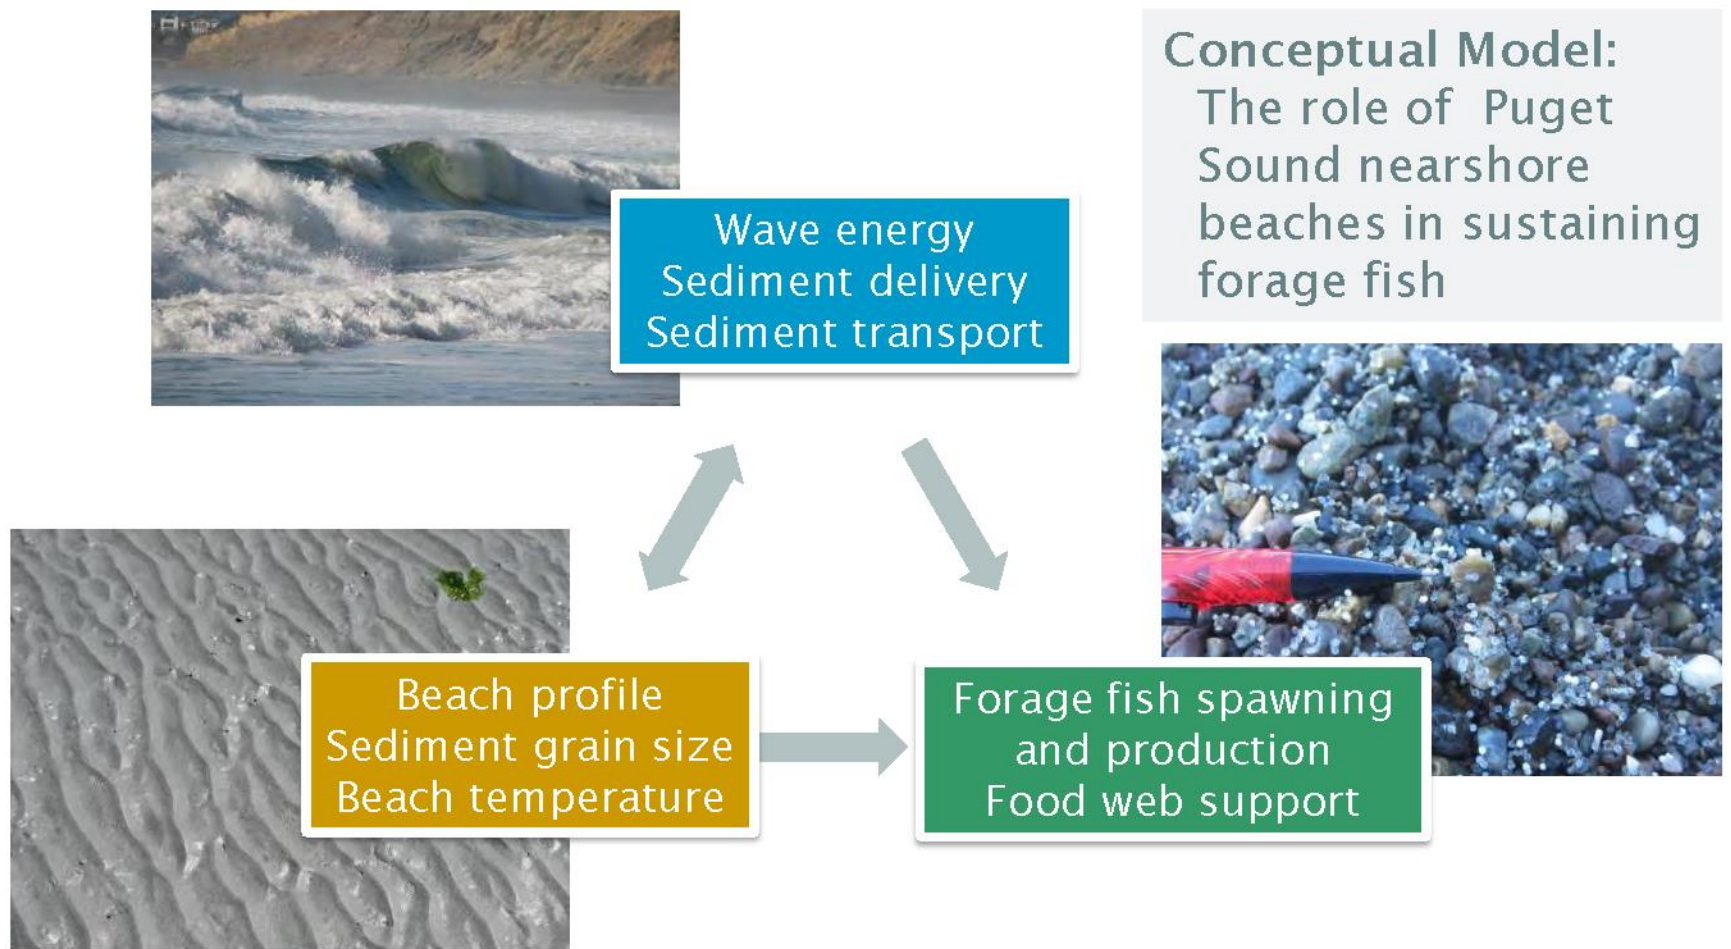 Conceptual Model:
The role of Puget
Sound nearshore
beaches in sustaining
forage fish
Wave energy
Sediment delivery
Sediment transport
Beach profile
Sediment grain size
Beach temperature
Forage fish spawning
and production
Food web support